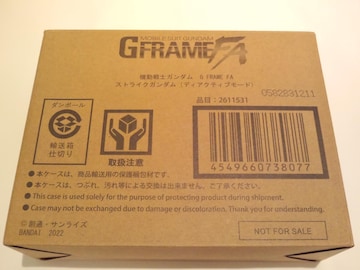 MOBILE SUIT GUNDAM
GFRAMEFA
機動戦士ガンダム G FRAME FA
ストライクガンダム(ディアクティブモード)
0502031211
品番：2611531
ダンボール
輸送箱
仕切り
取扱注意
4549660738077
●本ケースは、商品輸送用の保護梱包材です。
●本ケースは、つぶれ、汚れ等による交換は出来ません。ご了承ください。
●This case is used solely for the purpose of protecting product during shipment.
●Case may not be exchanged due to damage or discoloration. Thank you for understanding.
©創通・サンライズ
BANDAI 2022
NOT FOR SALE